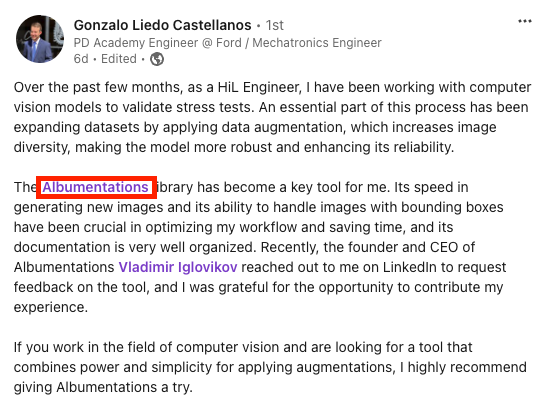 Gonzalo Liedo Castellanos • 1st
PD Academy Engineer @ Ford / Mechatronics Engineer
6d • Edited •
Over the past few months, as a HiL Engineer, I have been working with computer
vision models to validate stress tests. An essential part of this process has been
expanding datasets by applying data augmentation, which increases image
diversity, making the model more robust and enhancing its reliability.
The Albumentations library has become a key tool for me. Its speed in
generating new images and its ability to handle images with bounding boxes
have been crucial in optimizing my workflow and saving time, and its
documentation is very well organized. Recently, the founder and CEO of
Albumentations Vladimir Iglovikov reached out to me on LinkedIn to request
feedback on the tool, and I was grateful for the opportunity to contribute my
experience.
If you work in the field of computer vision and are looking for a tool that
combines power and simplicity for applying augmentations, I highly recommend
giving Albumentations a try.